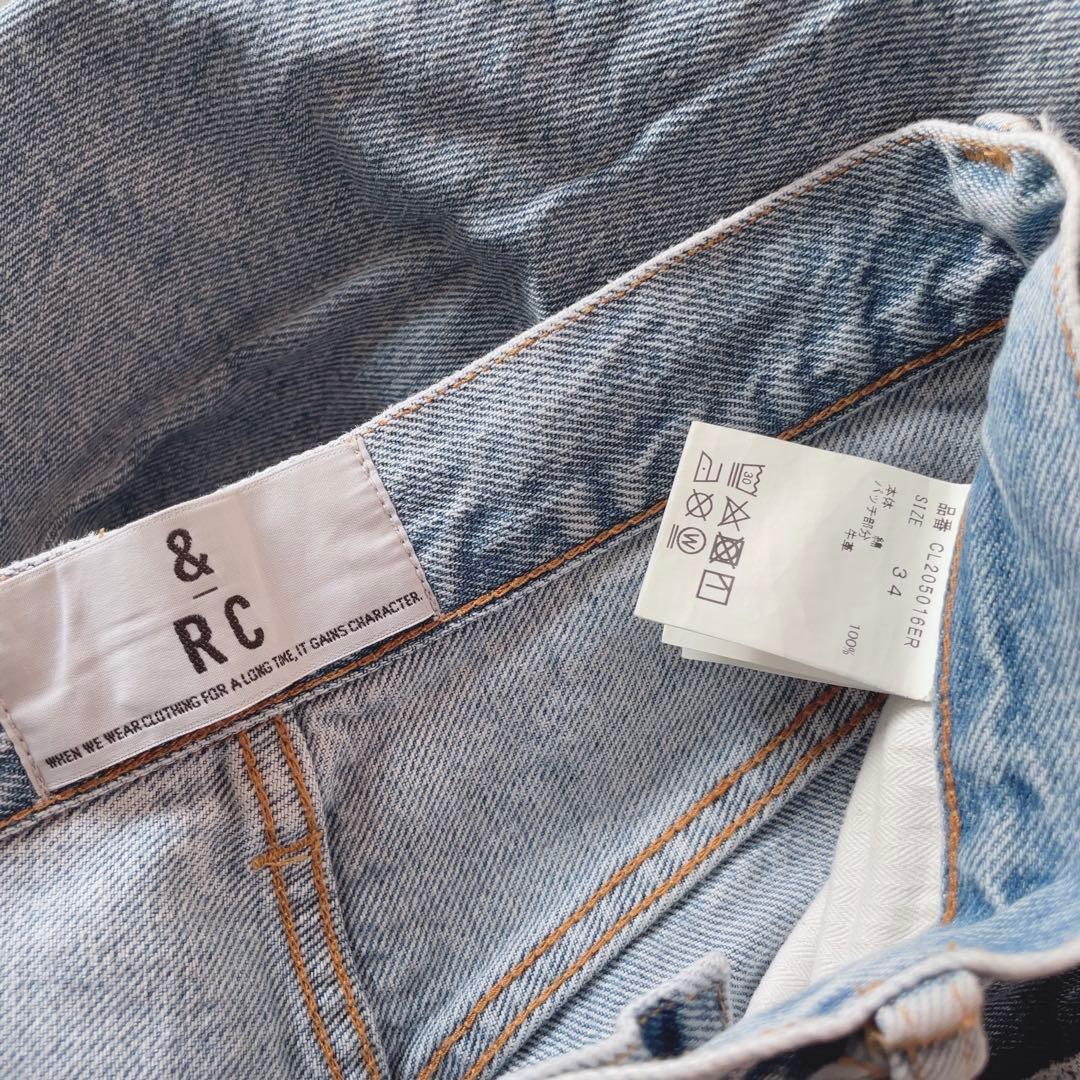 &
RC
WHEN WE WEAR CLOTHING FOR A LONG TIME, IT GAINS CHARACTER.
品番 CL205016ER
SIZE 34
本体 綿 100%
パッチ部分 牛革
30
W